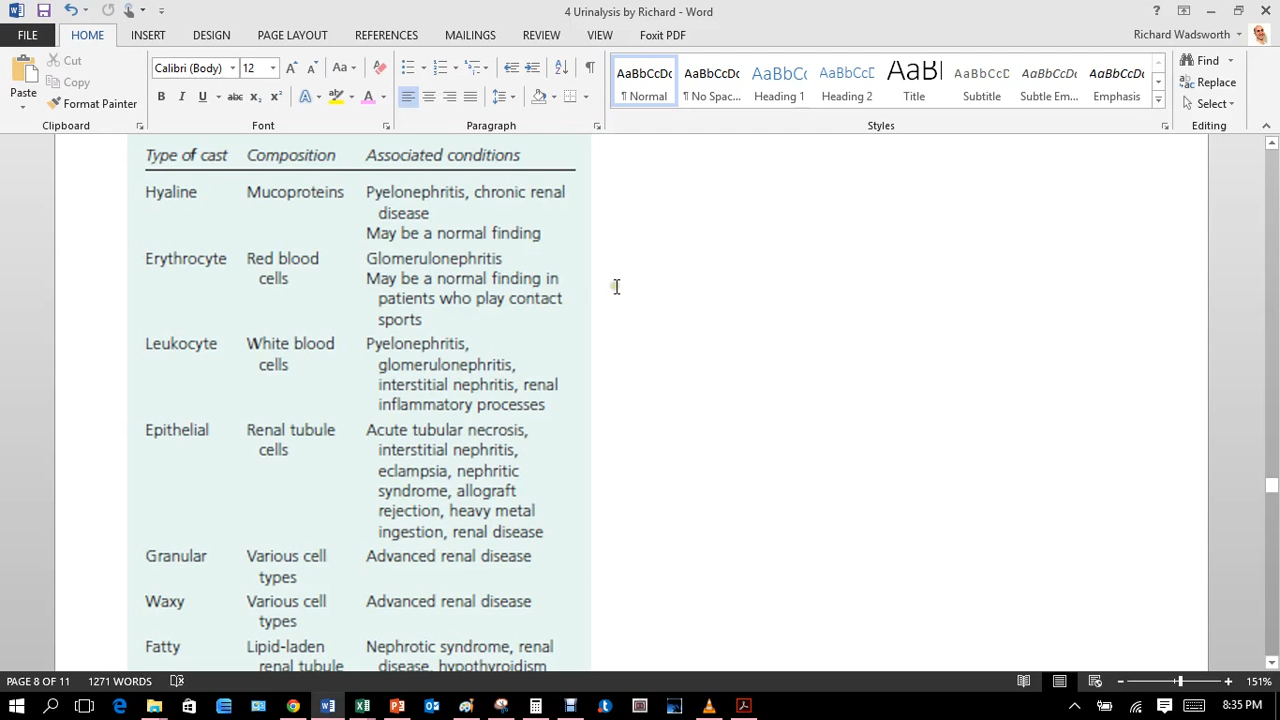 4 Urinalysis by Richard - Word
FILE HOME INSERT DESIGN PAGE LAYOUT REFERENCES MAILINGS REVIEW VIEW Foxit PDF Richard Wadsworth
Cut
Copy
Format Painter
Paste
Clipboard
Calibri (Body) 12
Font
Paragraph
AaBbCcDc AaBbCcDc AaBbCc AaBbCcD AaBl AaBbCcD AaBbCcDc AaBbCcDc
¶ Normal ¶ No Spac... Heading 1 Heading 2 Title Subtitle Subtle Em... Emphasis
Styles
Find
Replace
Select
Editing
Type of cast Composition Associated conditions
Hyaline Mucoproteins Pyelonephritis, chronic renal
disease
May be a normal finding
Erythrocyte Red blood Glomerulonephritis
cells May be a normal finding in
patients who play contact
sports
Leukocyte White blood Pyelonephritis,
cells glomerulonephritis,
interstitial nephritis, renal
inflammatory processes
Epithelial Renal tubule Acute tubular necrosis,
cells interstitial nephritis,
eclampsia, nephritic
syndrome, allograft
rejection, heavy metal
ingestion, renal disease
Granular Various cell Advanced renal disease
types
Waxy Various cell Advanced renal disease
types
Fatty Lipid-laden Nephrotic syndrome, renal
renal tubule disease, hypothyroidism
PAGE 8 OF 11 1271 WORDS 151%
8:35 PM